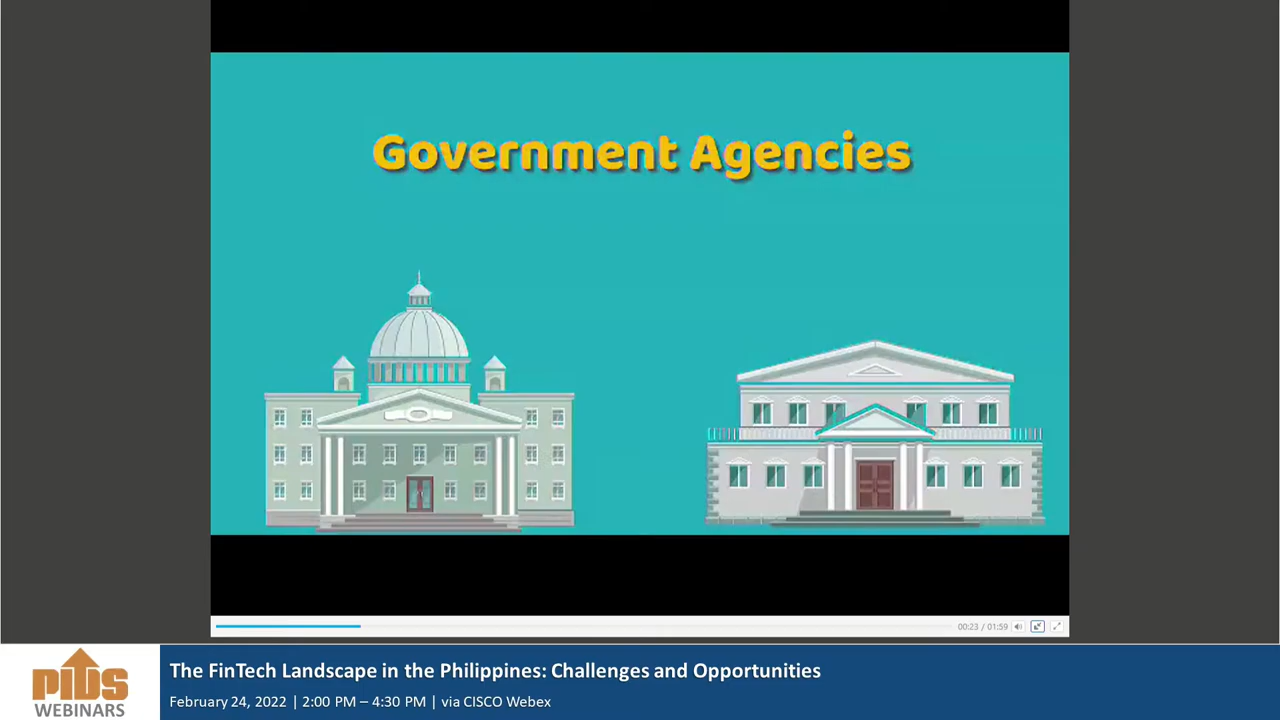 Government Agencies
00:23 / 01:59
PIDS
WEBINARS
The FinTech Landscape in the Philippines: Challenges and Opportunities
February 24, 2022 | 2:00 PM – 4:30 PM | via CISCO Webex